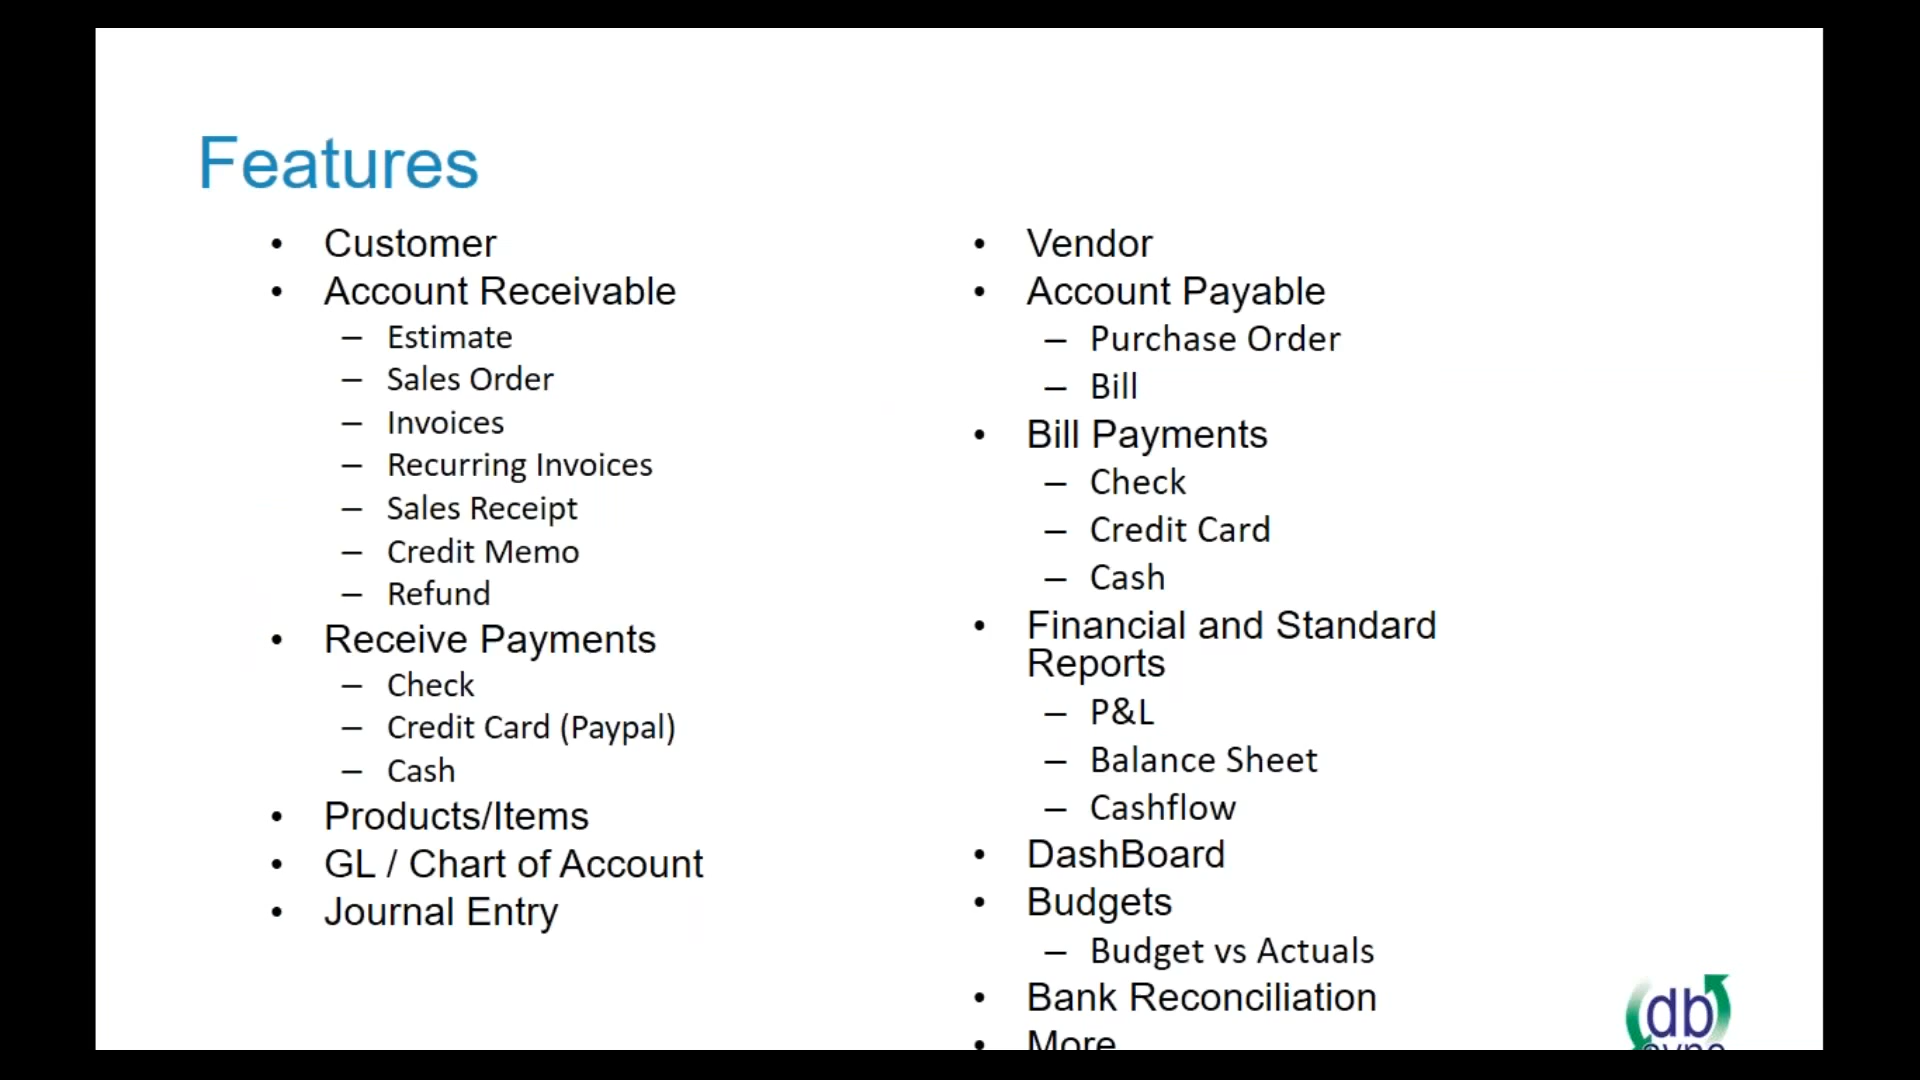 Features
• Customer
• Account Receivable
– Estimate
– Sales Order
– Invoices
– Recurring Invoices
– Sales Receipt
– Credit Memo
– Refund
• Receive Payments
– Check
– Credit Card (Paypal)
– Cash
• Products/Items
• GL / Chart of Account
• Journal Entry
• Vendor
• Account Payable
– Purchase Order
– Bill
• Bill Payments
– Check
– Credit Card
– Cash
• Financial and Standard
Reports
– P&L
– Balance Sheet
– Cashflow
• DashBoard
• Budgets
– Budget vs Actuals
• Bank Reconciliation
• More
db
sync